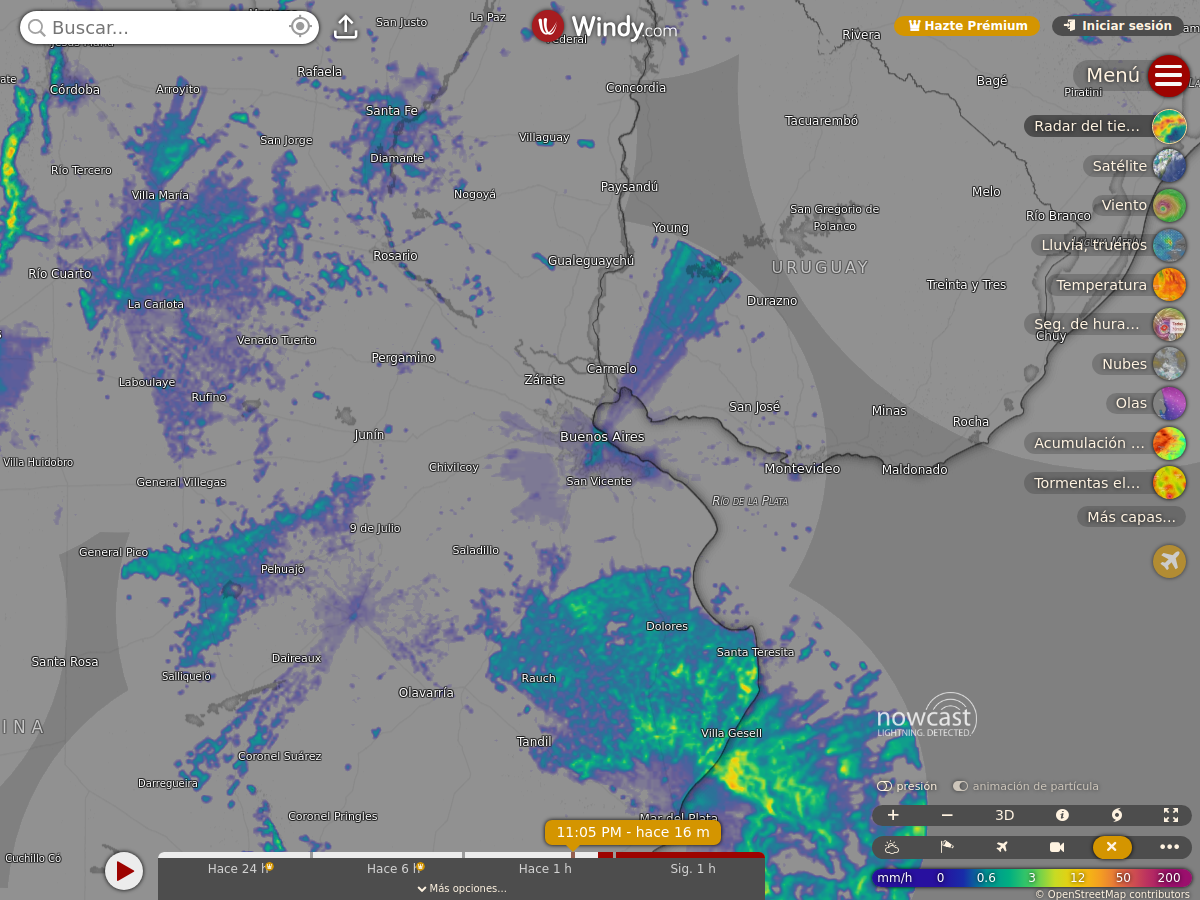 Buscar...
San Justo
La Paz
Windy.com
Federal
Hazte Prémium
Iniciar sesión
Rivera
Rafaela
Menú
Bagé
Piratini
Córdoba
Arroyito
Concordia
Santa Fe
Tacuarembó
Radar del tie...
San Jorge
Villaguay
Diamante
Río Tercero
Satélite
Villa María
Nogoyá
Paysandú
Melo
Viento
San Gregorio de
Polanco
Río Branco
Young
Lluvia, truenos
Rosario
Gualeguaychú
URUGUAY
Río Cuarto
Temperatura
Treinta y Tres
La Carlota
Durazno
Seg. de hura...
Chuy
Venado Tuerto
Pergamino
Carmelo
Nubes
Laboulaye
Zárate
Rufino
San José
Minas
Olas
Rocha
Junín
Buenos Aires
Acumulación ...
Villa Huidobro
Chivilcoy
Montevideo
Maldonado
General Villegas
San Vicente
Tormentas el...
Río de la Plata
Más capas...
9 de Julio
General Pico
Saladillo
Pehuajó
Dolores
Santa Rosa
Daireaux
Santa Teresita
Salliqueló
Rauch
Olavarría
INA
nowcast
LIGHTNING. DETECTED.
Tandil
Villa Gesell
Coronel Suárez
Darregueira
presión
animación de partícula
Coronel Pringles
Mar del Plata
3D
11:05 PM - hace 16 m
Cuchillo Có
Hace 24 h
Hace 6 h
Hace 1 h
Sig. 1 h
Más opciones...
mm/h 0 0.6 3 12 50 200
© OpenStreetMap contributors